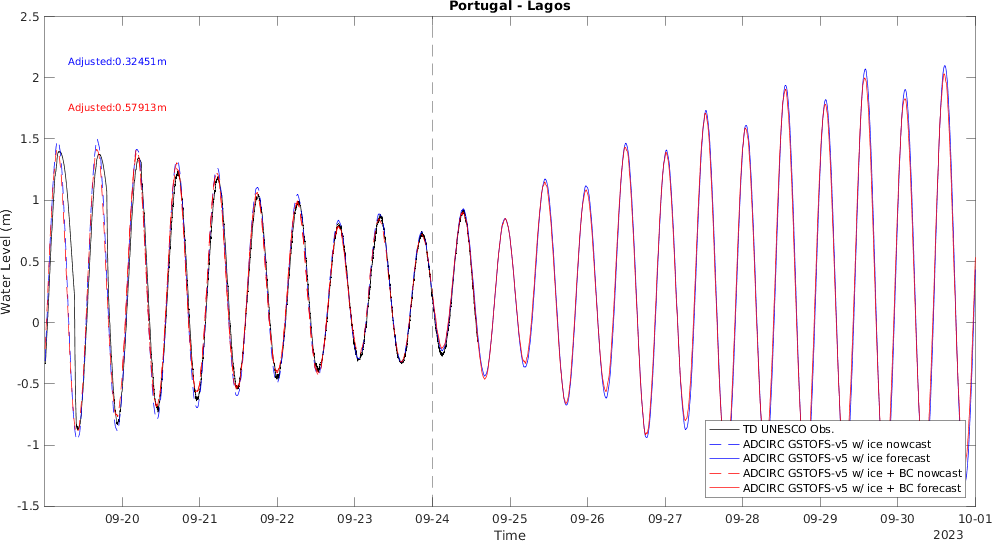 Portugal - Lagos
2.5
2
1.5
1
0.5
0
-0.5
-1
-1.5
Water Level (m)
Adjusted:0.32451m
Adjusted:0.57913m
TD UNESCO Obs.
ADCIRC GSTOFS-v5 w/ ice nowcast
ADCIRC GSTOFS-v5 w/ ice forecast
ADCIRC GSTOFS-v5 w/ ice + BC nowcast
ADCIRC GSTOFS-v5 w/ ice + BC forecast
09-20 09-21 09-22 09-23 09-24 09-25 09-26 09-27 09-28 09-29 09-30 10-01
Time
2023